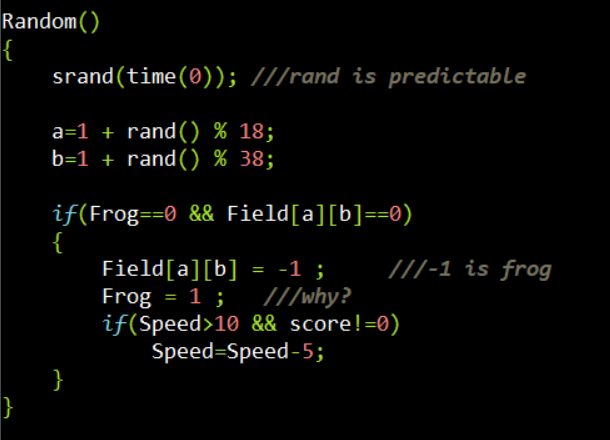 Random()
{
    srand(time(0)); ///rand is predictable
    a=1 + rand() % 18;
    b=1 + rand() % 38;
    if(Frog==0 && Field[a][b]==0)
    {
        Field[a][b] = -1 ;     ///-1 is frog
        Frog = 1 ;   ///why?
        if(Speed>10 && score!=0)
            Speed=Speed-5;
    }
}